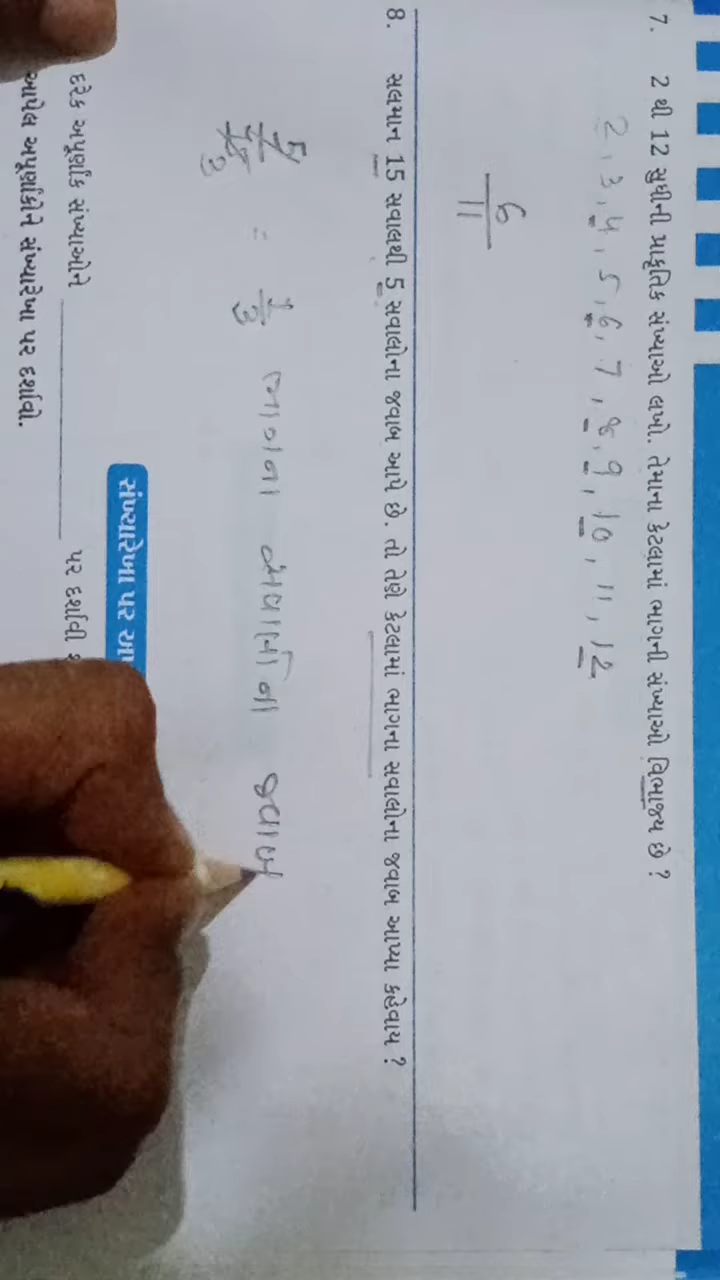 7. 2 થી 12 સુધીની પ્રાકૃતિક સંખ્યાઓ લખો. તેમાના કેટલામાં ભાગની સંખ્યાઓ વિભાજ્ય છે ?
2, 3, 4, 5, 6, 7, 8, 9, 10, 11, 12
6/11
8. સલમાન 15 સવાલથી 5 સવાલોના જવાબ આપે છે. તો તેણે કેટલામાં ભાગના સવાલોના જવાબ આપ્યા કહેવાય ?
5/15 3 = 1/3 ભાગના સવાલોના જવાબ
સંખ્યારેખા પર
દરેક અપૂર્ણાંક સંખ્યાઓને પર દર્શાવી
આપેલ અપૂર્ણાંકોને સંખ્યારેખા પર દર્શાવો.